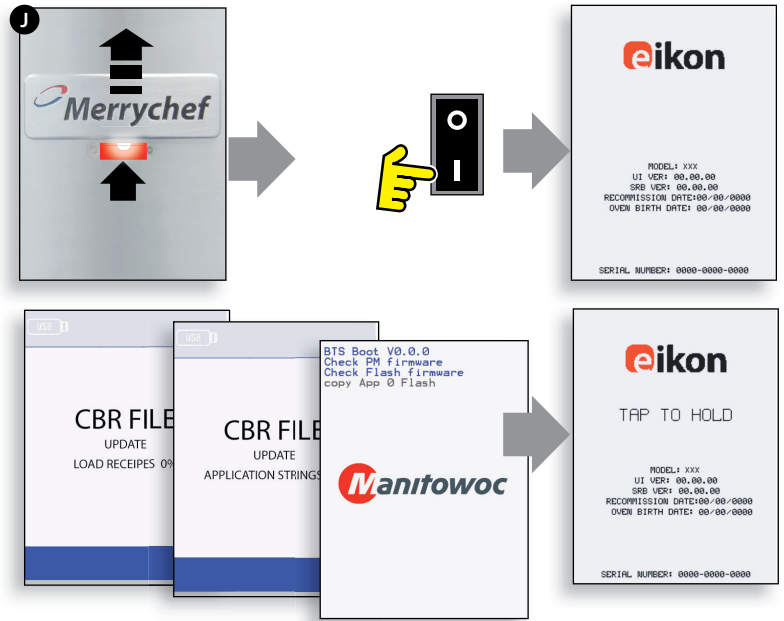 J
Merrychef
O
I
eikon
MODEL: XXX
UI VER: 00.00.00
SRB VER: 00.00.00
RECOMMISSION DATE:00/00/0000
OVEN BIRTH DATE: 00/00/0000
SERIAL NUMBER: 0000-0000-0000
USB
CBR FILE
UPDATE
LOAD RECEIPES 0%
USB
CBR FILE
UPDATE
APPLICATION STRINGS
BTS Boot V0.0.0
Check PM firmware
Check Flash firmware
copy App 0 Flash
Manitowoc
eikon
TAP TO HOLD
MODEL: XXX
UI VER: 00.00.00
SRB VER: 00.00.00
RECOMMISSION DATE:00/00/0000
OVEN BIRTH DATE: 00/00/0000
SERIAL NUMBER: 0000-0000-0000